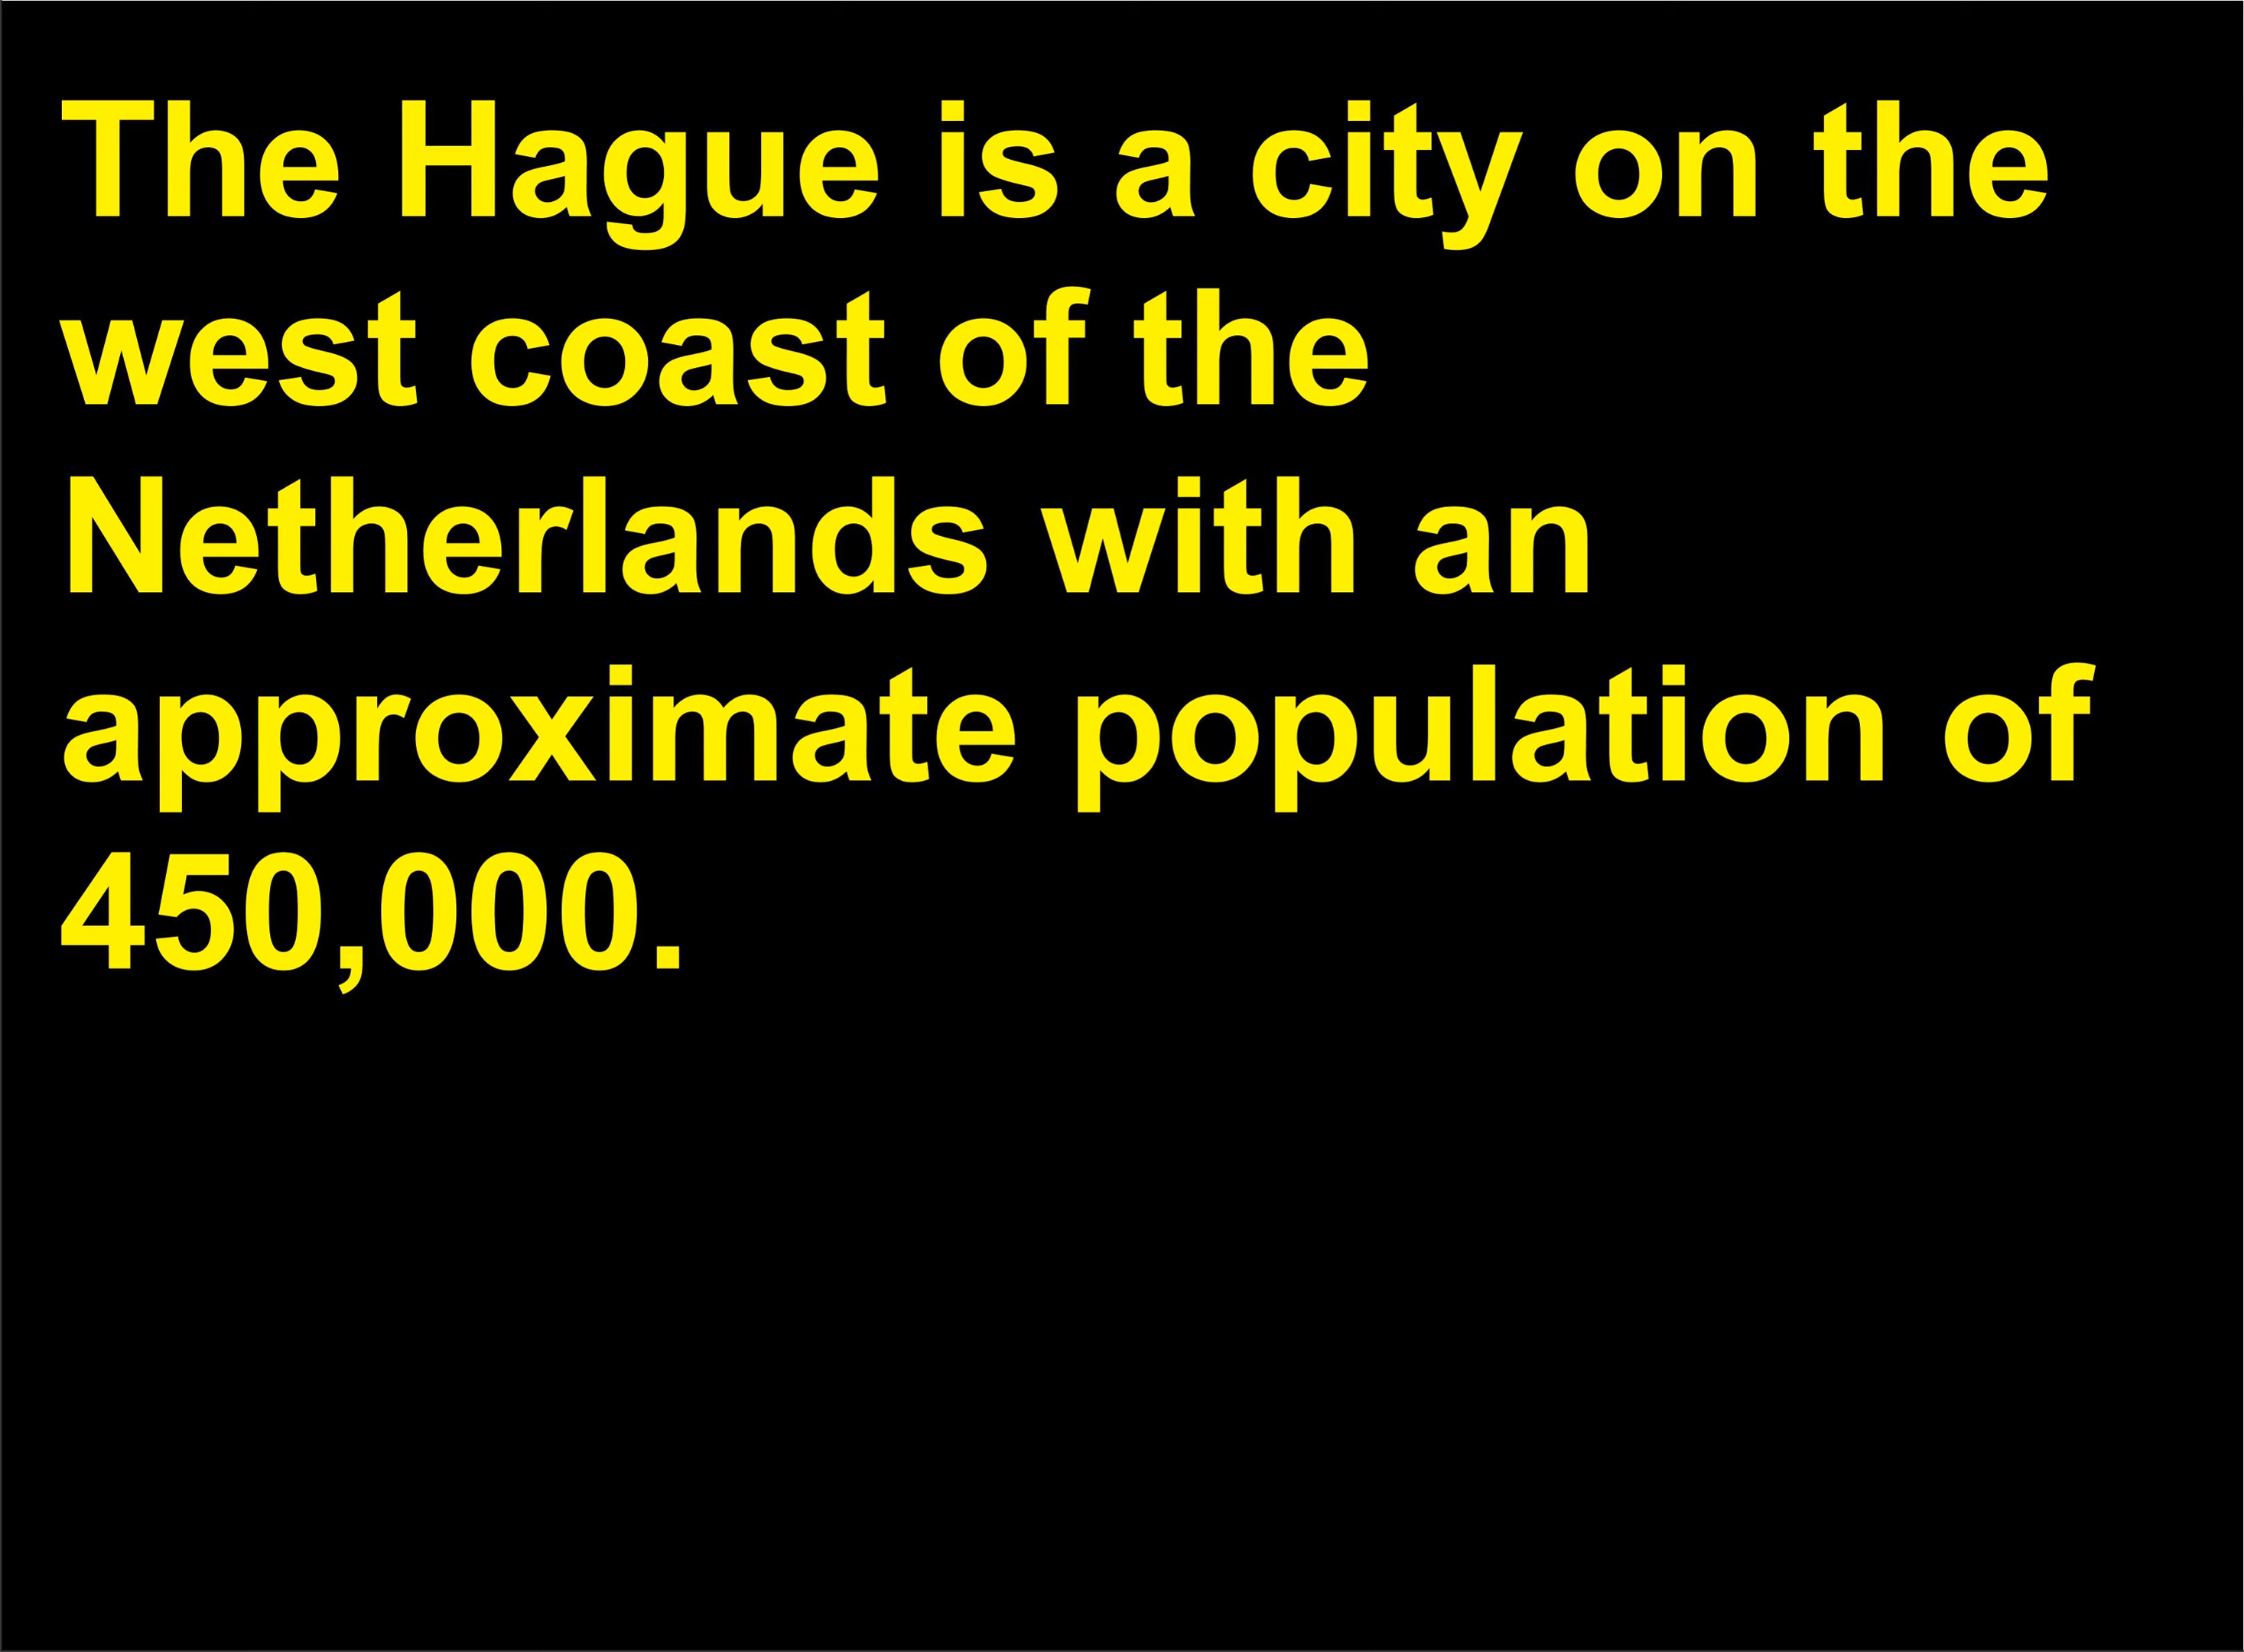 The Hague is a city on the
west coast of the
Netherlands with an
approximate population of
450,000.